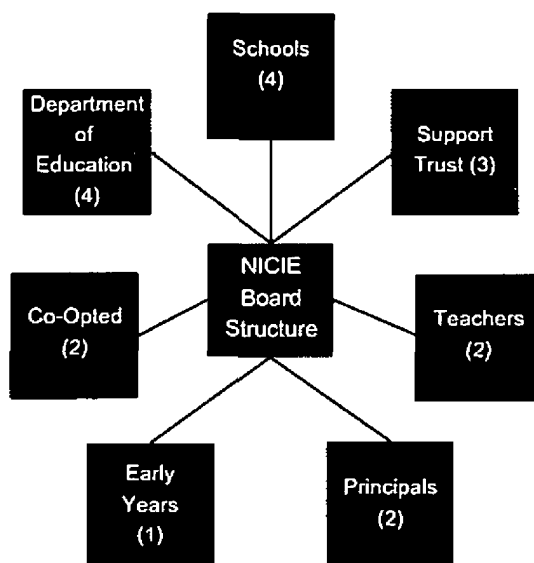 Schools
(4)
Department
of
Education
(4)
Support
Trust (3)
NICIE
Board
Structure
Co-Opted
(2)
Teachers
(2)
Early
Years
(1)
Principals
(2)